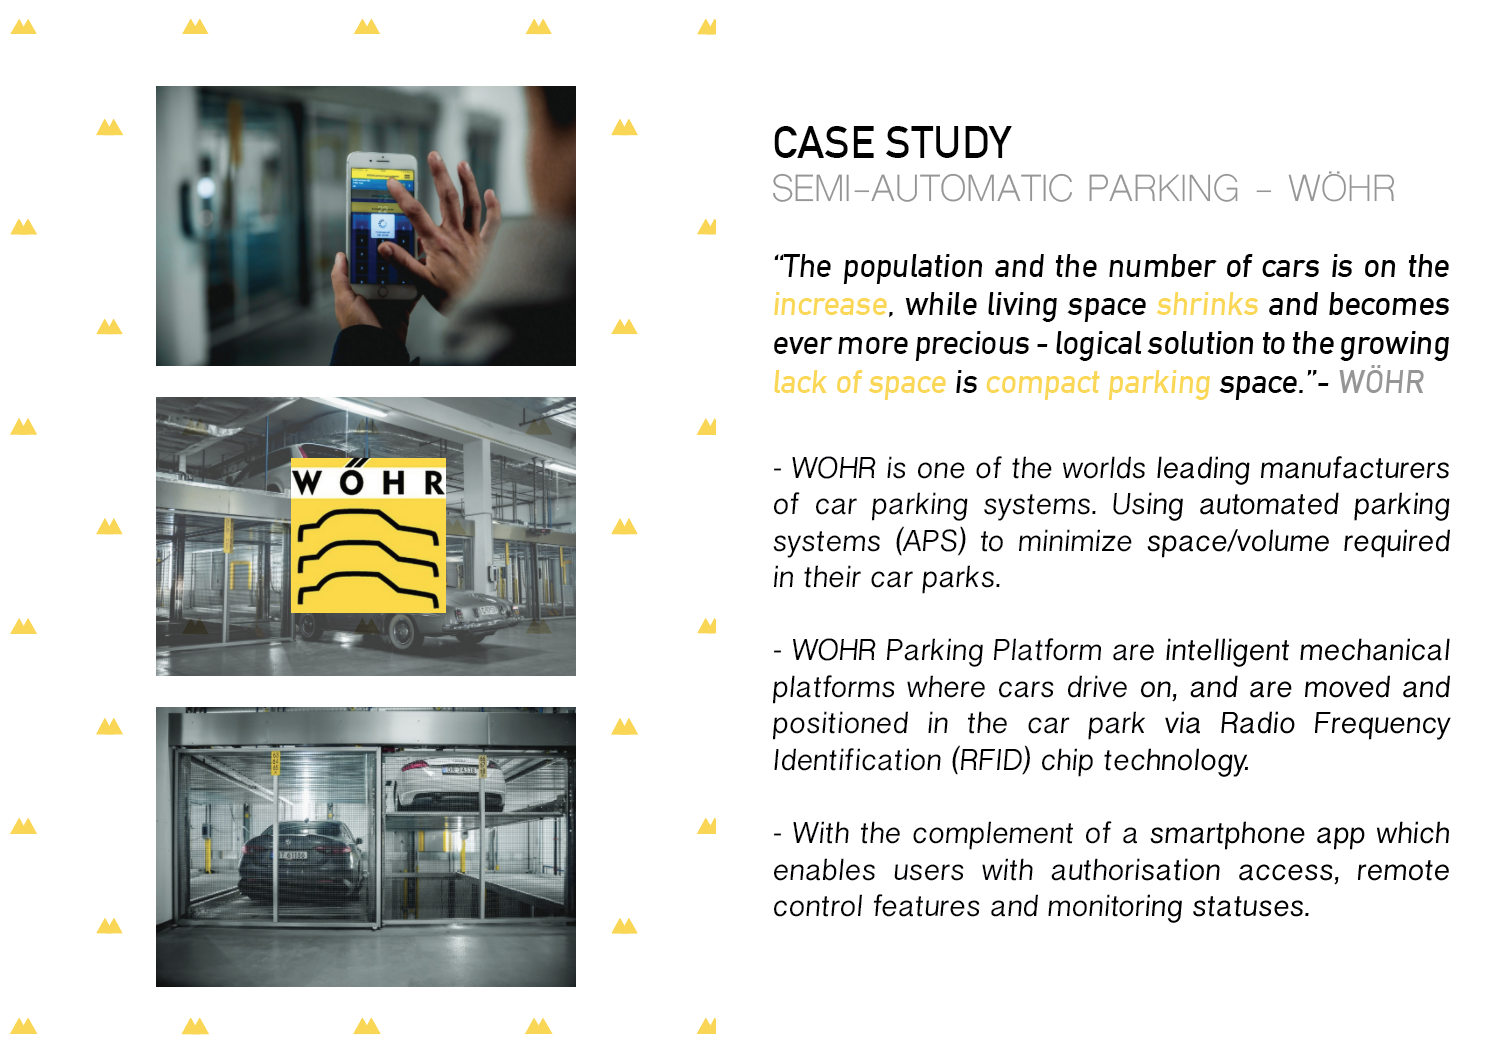 WÖHR
CASE STUDY
SEMI-AUTOMATIC PARKING - WÖHR
“The population and the number of cars is on the
increase, while living space shrinks and becomes
ever more precious - logical solution to the growing
lack of space is compact parking space.”- WÖHR
- WOHR is one of the worlds leading manufacturers
of car parking systems. Using automated parking
systems (APS) to minimize space/volume required
in their car parks.
- WOHR Parking Platform are intelligent mechanical
platforms where cars drive on, and are moved and
positioned in the car park via Radio Frequency
Identification (RFID) chip technology.
- With the complement of a smartphone app which
enables users with authorisation access, remote
control features and monitoring statuses.